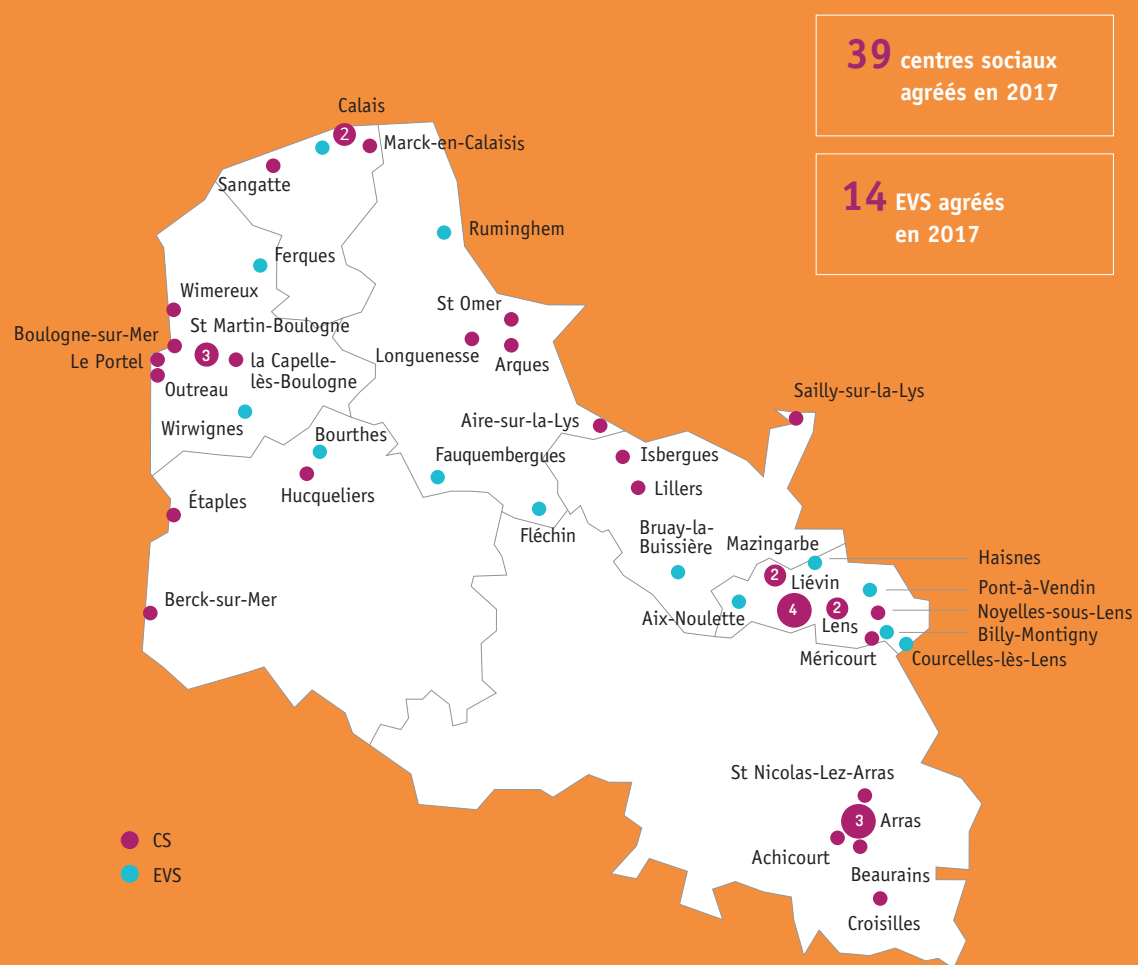 39 centres sociaux
agréés en 2017
14 EVS agréés
en 2017
Calais
2
Marck-en-Calaisis
Sangatte
Ruminghem
Ferques
Wimereux
St Omer
Boulogne-sur-Mer
St Martin-Boulogne
3
Le Portel
la Capelle-
lès-Boulogne
Longuenesse
Arques
Outreau
Sailly-sur-la-Lys
Wirwignes
Aire-sur-la-Lys
Bourthes
Fauquembergues
Isbergues
Hucqueliers
Lillers
Étaples
Fléchin
Bruay-la-
Buissière
Mazingarbe
Haisnes
2
Liévin
Pont-à-Vendin
Berck-sur-Mer
Aix-Noulette
4
2
Lens
Noyelles-sous-Lens
Billy-Montigny
Méricourt
Courcelles-lès-Lens
St Nicolas-Lez-Arras
3
Arras
CS
Achicourt
EVS
Beaurains
Croisilles